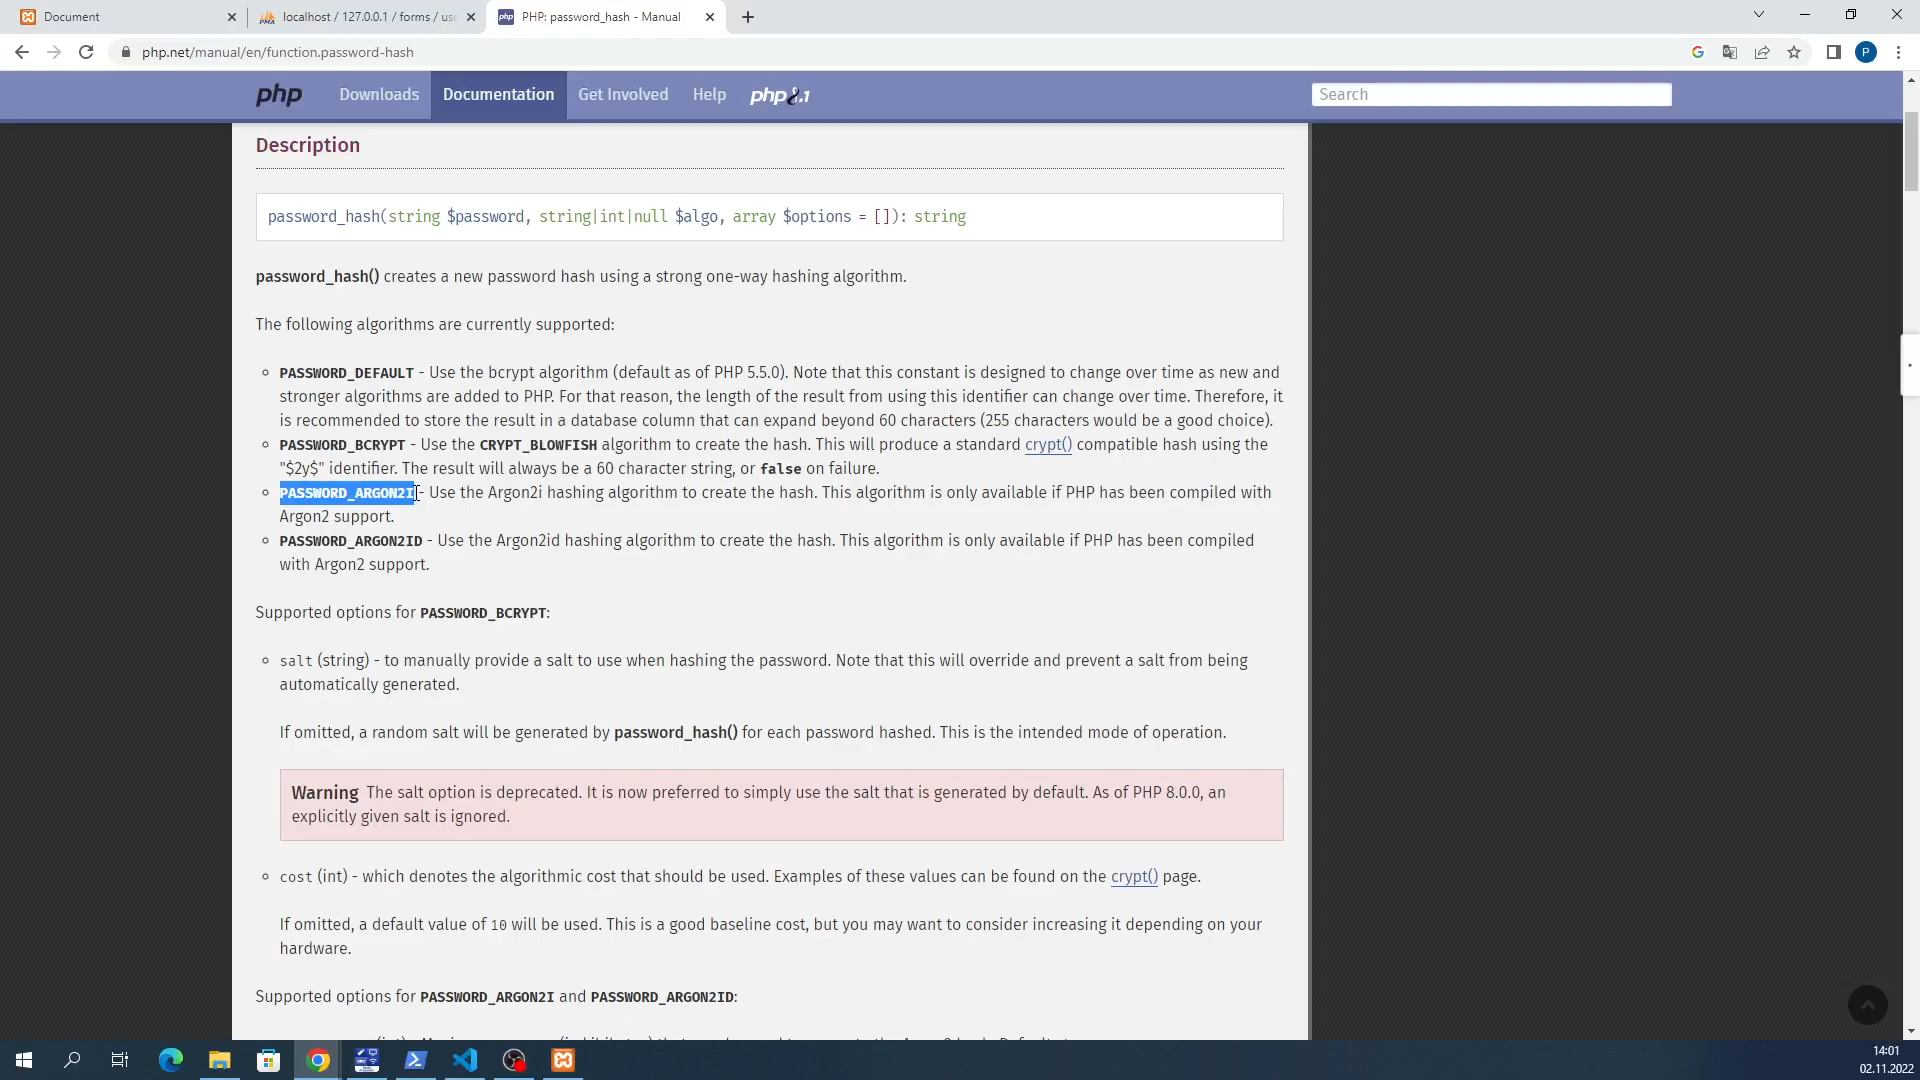 Document
localhost / 127.0.0.1 / forms / use
PHP: password_hash - Manual
php.net/manual/en/function.password-hash
P
php
Downloads
Documentation
Get Involved
Help
php8.1
Search
Description
password_hash(string $password, string|int|null $algo, array $options = []): string
password_hash() creates a new password hash using a strong one-way hashing algorithm.
The following algorithms are currently supported:
PASSWORD_DEFAULT - Use the bcrypt algorithm (default as of PHP 5.5.0). Note that this constant is designed to change over time as new and
stronger algorithms are added to PHP. For that reason, the length of the result from using this identifier can change over time. Therefore, it
is recommended to store the result in a database column that can expand beyond 60 characters (255 characters would be a good choice).
PASSWORD_BCRYPT - Use the CRYPT_BLOWFISH algorithm to create the hash. This will produce a standard crypt() compatible hash using the
"$2y$" identifier. The result will always be a 60 character string, or false on failure.
PASSWORD_ARGON2I - Use the Argon2i hashing algorithm to create the hash. This algorithm is only available if PHP has been compiled with
Argon2 support.
PASSWORD_ARGON2ID - Use the Argon2id hashing algorithm to create the hash. This algorithm is only available if PHP has been compiled
with Argon2 support.
Supported options for PASSWORD_BCRYPT:
salt (string) - to manually provide a salt to use when hashing the password. Note that this will override and prevent a salt from being
automatically generated.
If omitted, a random salt will be generated by password_hash() for each password hashed. This is the intended mode of operation.
Warning The salt option is deprecated. It is now preferred to simply use the salt that is generated by default. As of PHP 8.0.0, an
explicitly given salt is ignored.
cost (int) - which denotes the algorithmic cost that should be used. Examples of these values can be found on the crypt() page.
If omitted, a default value of 10 will be used. This is a good baseline cost, but you may want to consider increasing it depending on your
hardware.
Supported options for PASSWORD_ARGON2I and PASSWORD_ARGON2ID:
14:01
02.11.2022